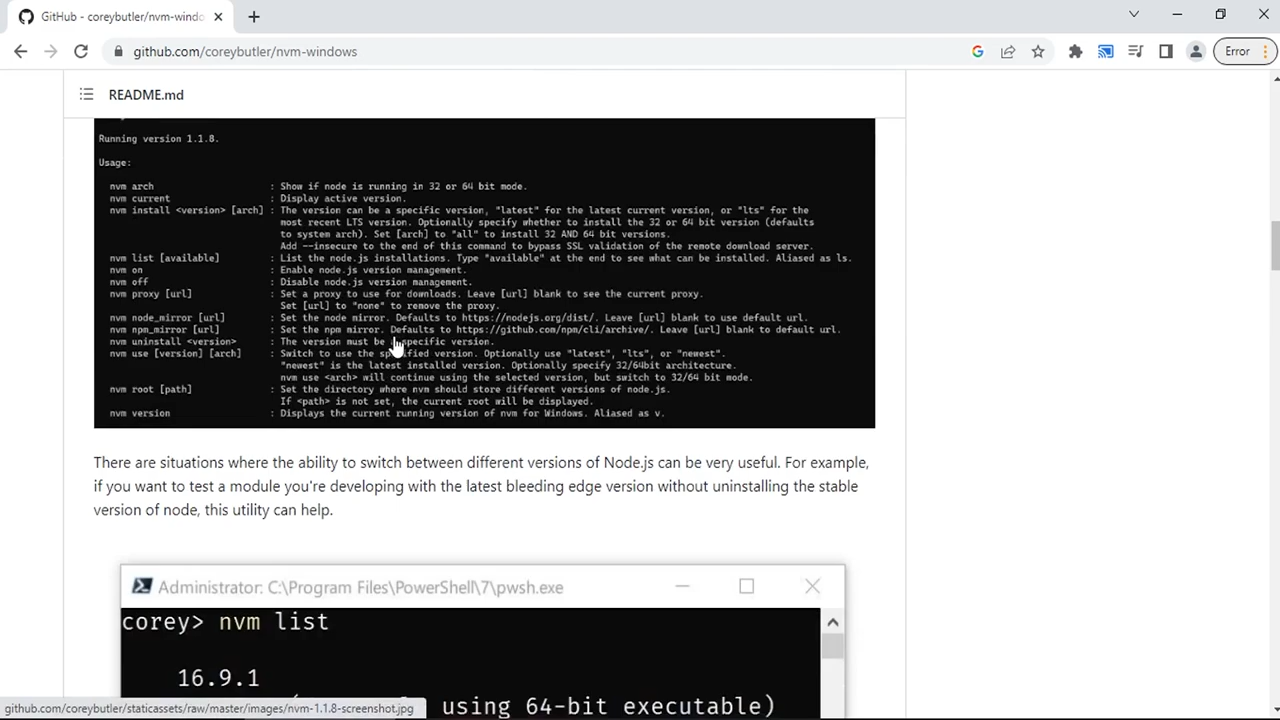 GitHub - coreybutler/nvm-windo
github.com/coreybutler/nvm-windows
Error
README.md
Running version 1.1.8.
Usage:
nvm arch : Show if node is running in 32 or 64 bit mode.
nvm current : Display active version.
nvm install <version> [arch] : The version can be a specific version, "latest" for the latest current version, or "lts" for the
most recent LTS version. Optionally specify whether to install the 32 or 64 bit version (defaults
to system arch). Set [arch] to "all" to install 32 AND 64 bit versions.
Add --insecure to the end of this command to bypass SSL validation of the remote download server.
nvm list [available] : List the node.js installations. Type "available" at the end to see what can be installed. Aliased as ls.
nvm on : Enable node.js version management.
nvm off : Disable node.js version management.
nvm proxy [url] : Set a proxy to use for downloads. Leave [url] blank to see the current proxy.
Set [url] to "none" to remove the proxy.
nvm node_mirror [url] : Set the node mirror. Defaults to https://nodejs.org/dist/. Leave [url] blank to use default url.
nvm npm_mirror [url] : Set the npm mirror. Defaults to https://github.com/npm/cli/archive/. Leave [url] blank to default url.
nvm uninstall <version> : The version must be a specific version.
nvm use [version] [arch] : Switch to use the specified version. Optionally use "latest", "lts", or "newest".
"newest" is the latest installed version. Optionally specify 32/64bit architecture.
nvm use <arch> will continue using the selected version, but switch to 32/64 bit mode.
nvm root [path] : Set the directory where nvm should store different versions of node.js.
If <path> is not set, the current root will be displayed.
nvm version : Displays the current running version of nvm for Windows. Aliased as v.
There are situations where the ability to switch between different versions of Node.js can be very useful. For example,
if you want to test a module you're developing with the latest bleeding edge version without uninstalling the stable
version of node, this utility can help.
Administrator: C:\Program Files\PowerShell\7\pwsh.exe
corey> nvm list
16.9.1
using 64-bit executable)
github.com/coreybutler/staticassets/raw/master/images/nvm-1.1.8-screenshot.jpg